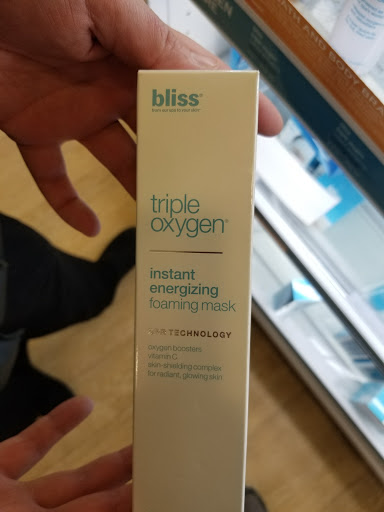 bliss®
triple
oxygen®
instant
energizing
foaming mask
TECHNOLOGY
oxygen boosters
vitamin C
skin-shielding complex
for radiant, glowing skin